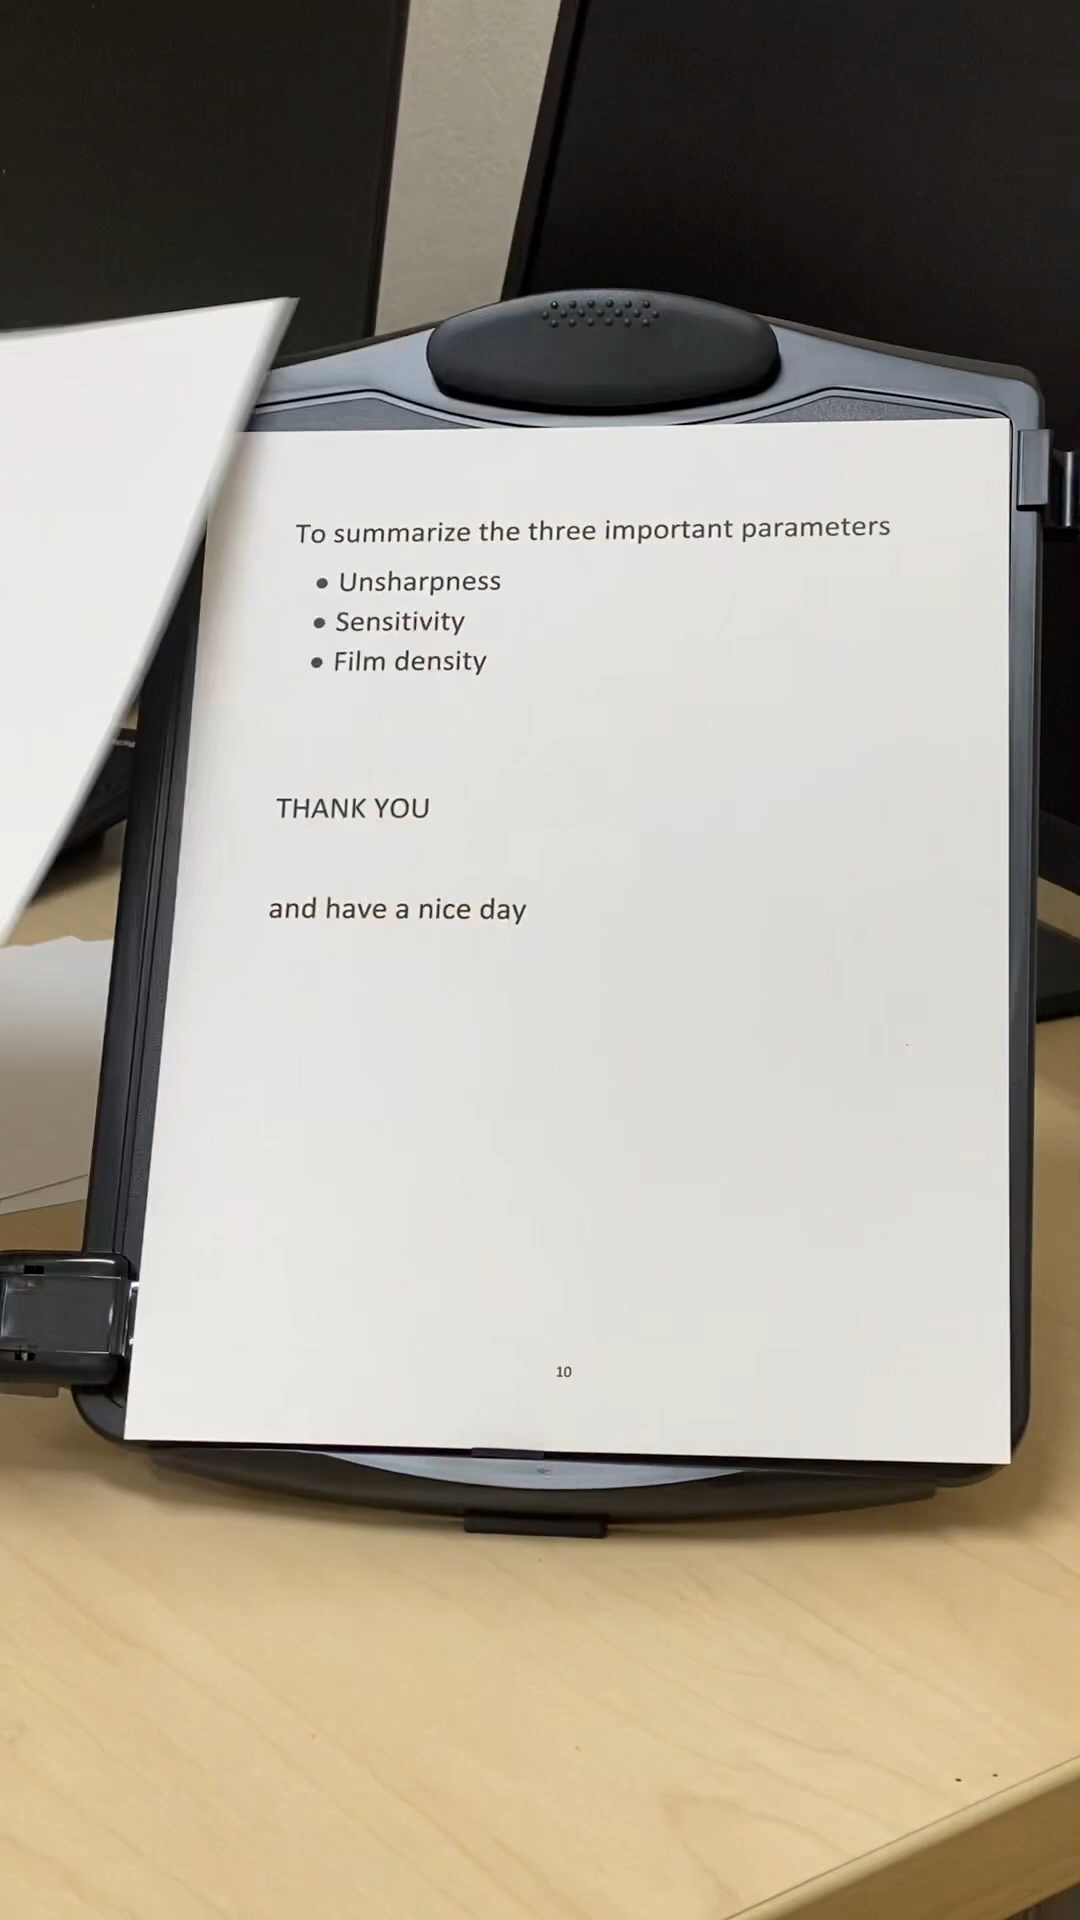 To summarize the three important parameters
• Unsharpness
• Sensitivity
• Film density
THANK YOU
and have a nice day
10